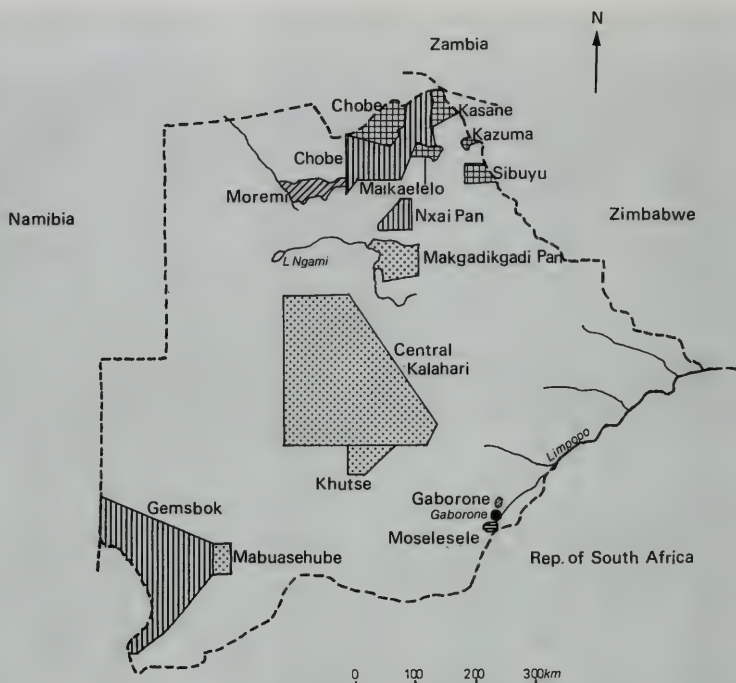 N
Zambia
Chobe
Kasane
Kazuma
Chobe
Maikaelelo
Sibuyu
Moremi
Nxai Pan
Namibia
Zimbabwe
L Ngami
Makgadikgadi Pan
Central
Kalahari
Limpopo
Khutse
Gaborone
Gaborone
Gemsbok
Moselesele
Mabuasehube
Rep. of South Africa
0 100 200 300km